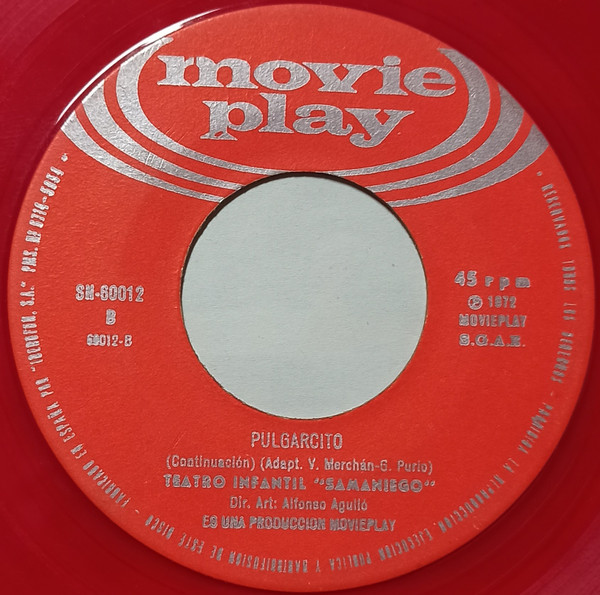 movie
play
SN-60012
B
60012-B
45 rpm
Ⓟ 1972
MOVIEPLAY
S.G.A.E.
PULGARCITO
(Continuación) (Adapt. V. Merchán-G. Purio)
TEATRO INFANTIL "SAMANIEGO"
Dir. Art: Alfonso Aguiló
ES UNA PRODUCCION MOVIEPLAY
RESERVADOS TODOS LOS DERECHOS - PROHIBIDA LA REPRODUCCION, EJECUCION PUBLICA Y RADIODIFUSION DE ESTE DISCO - FABRICADO EN ESPAÑA POR